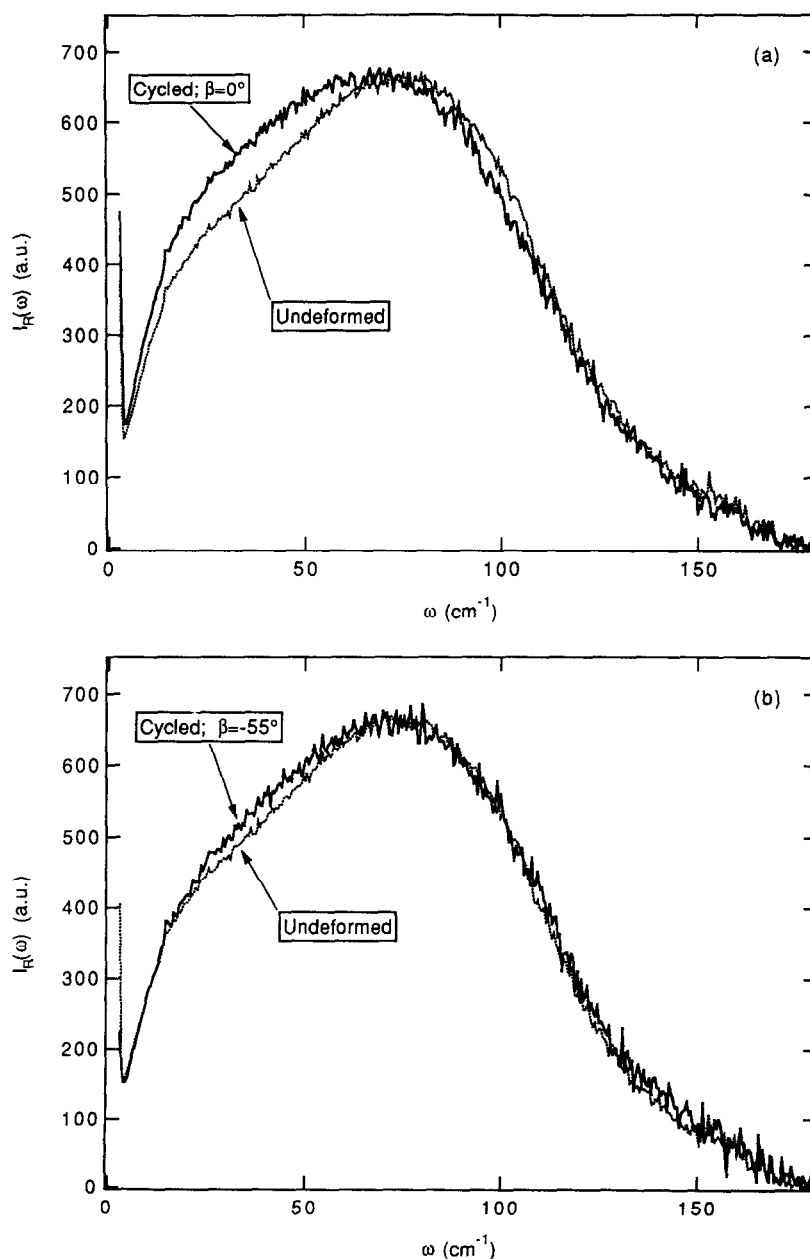 (a)
700
600
500
400
300
200
100
0
I_R(ω) (a.u.)
Cycled; β=0°
Undeformed
0 50 100 150
ω (cm⁻¹)
(b)
700
600
500
400
300
200
100
0
I_R(ω) (a.u.)
Cycled; β=-55°
Undeformed
0 50 100 150
ω (cm⁻¹)